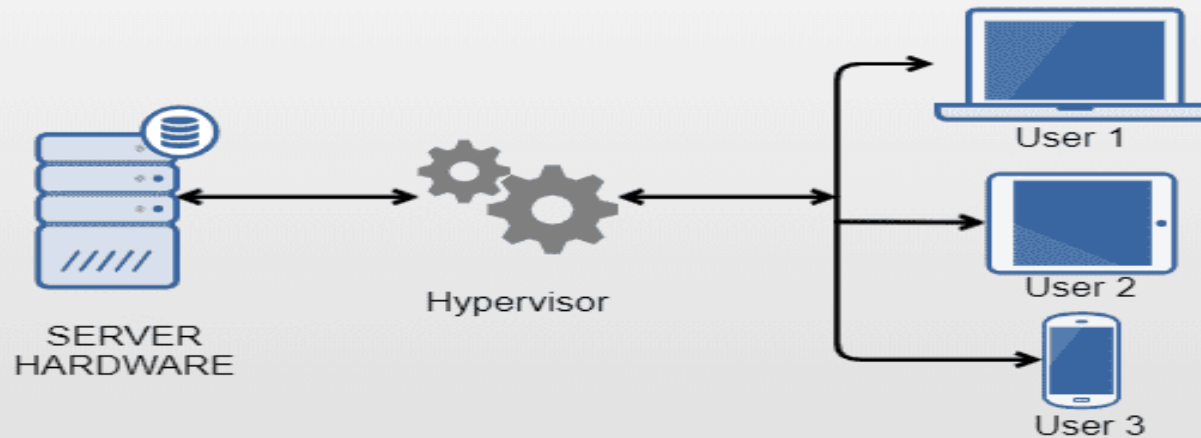 SERVER
HARDWARE
Hypervisor
User 1
User 2
User 3